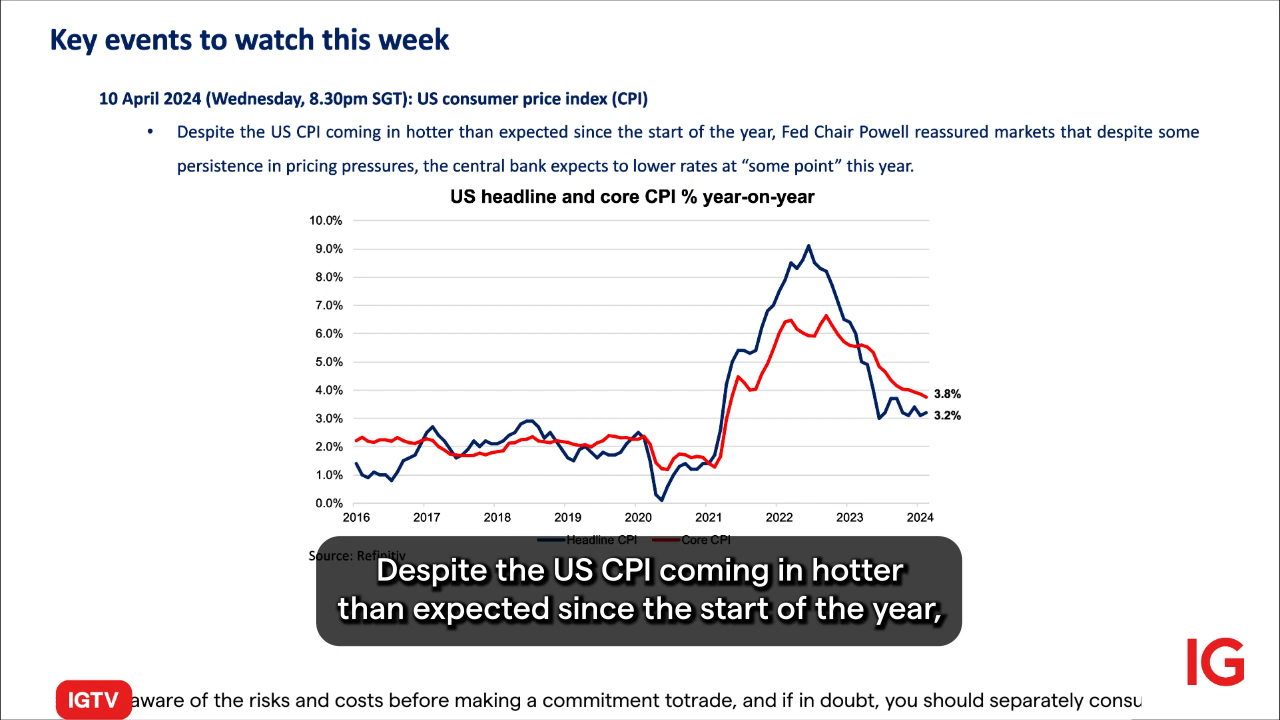 Key events to watch this week
10 April 2024 (Wednesday, 8.30pm SGT): US consumer price index (CPI)
• Despite the US CPI coming in hotter than expected since the start of the year, Fed Chair Powell reassured markets that despite some
persistence in pricing pressures, the central bank expects to lower rates at “some point” this year.
US headline and core CPI % year-on-year
10.0%
9.0%
8.0%
7.0%
6.0%
5.0%
4.0%
3.0%
2.0%
1.0%
0.0%
3.8%
3.2%
2016 2017 2018 2019 2020 2021 2022 2023 2024
Headline CPI Core CPI
Source: Refinitiv
Despite the US CPI coming in hotter
than expected since the start of the year,
IG
IGTV aware of the risks and costs before making a commitment totrade, and if in doubt, you should separately consu